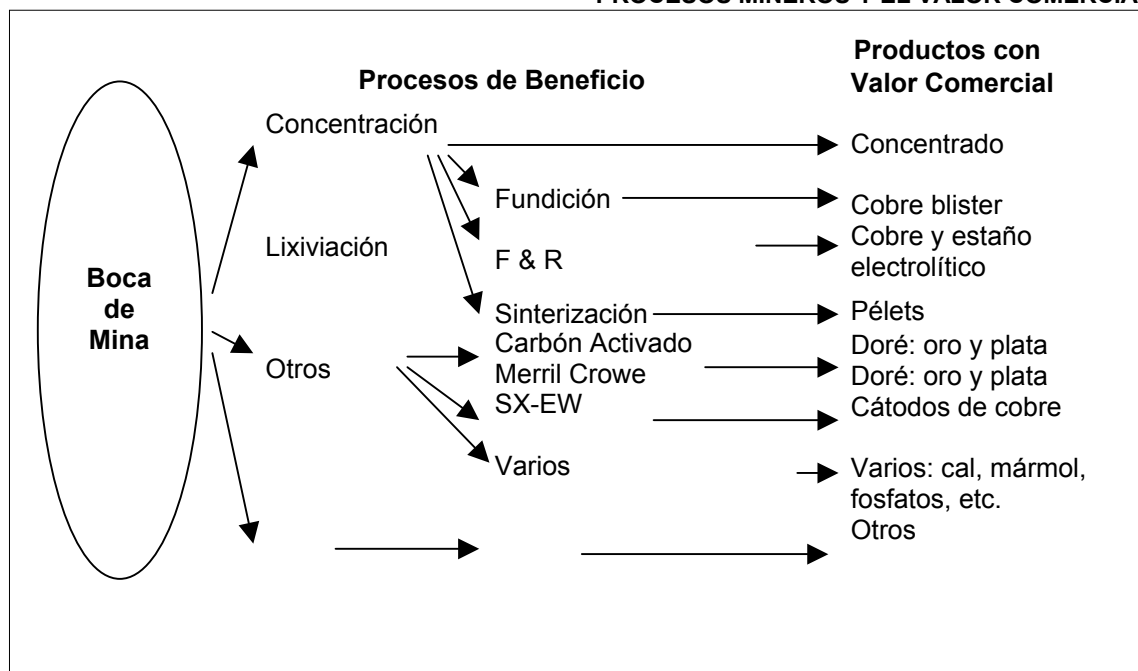 PROCESOS MINEROS Y EL VALOR COMERCIA
Productos con
Valor Comercial
Procesos de Beneficio
Boca
de
Mina
Concentración
Lixiviación
Otros
Fundición
F & R
Sinterización
Carbón Activado
Merril Crowe
SX-EW
Varios
Concentrado
Cobre blister
Cobre y estaño
electrolítico
Pélets
Doré: oro y plata
Doré: oro y plata
Cátodos de cobre
Varios: cal, mármol,
fosfatos, etc.
Otros